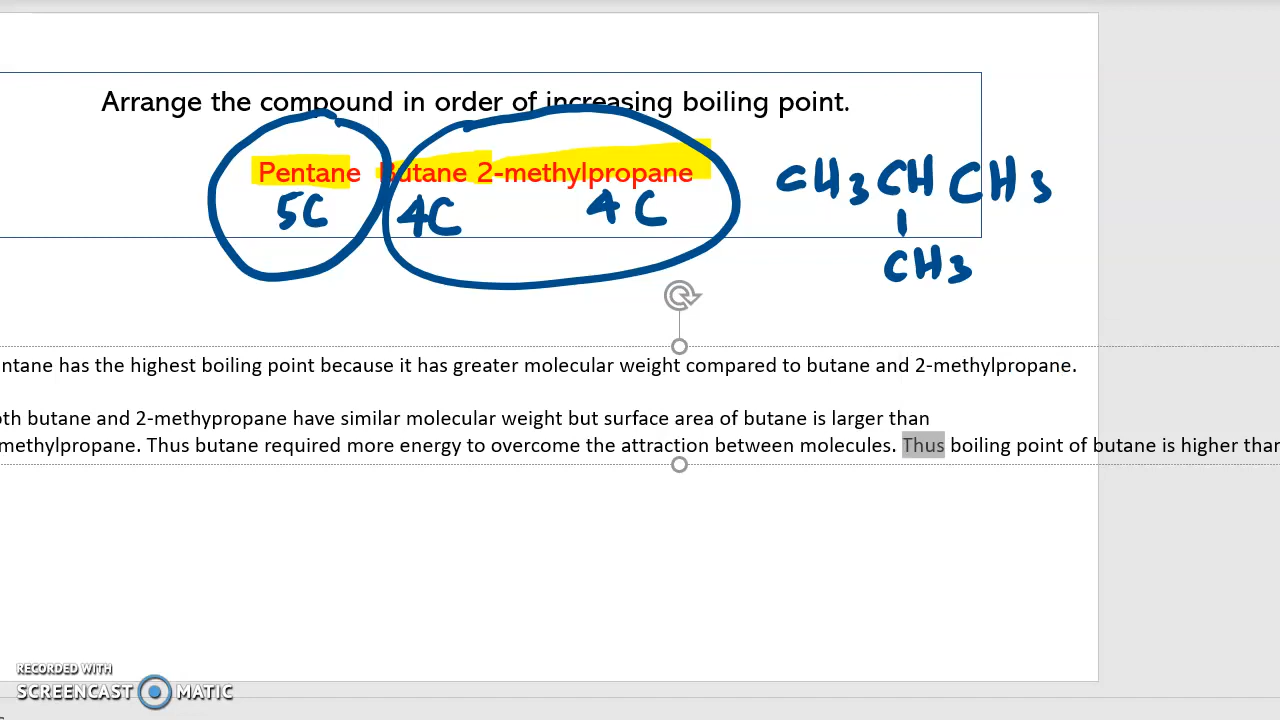 Arrange the compound in order of increasing boiling point.
Pentane Butane 2-methylpropane
5C 4C 4C
CH3CHCH3
CH3
ntane has the highest boiling point because it has greater molecular weight compared to butane and 2-methylpropane.
oth butane and 2-methypropane have similar molecular weight but surface area of butane is larger than
methylpropane. Thus butane required more energy to overcome the attraction between molecules. Thus boiling point of butane is higher than
RECORDED WITH
SCREENCAST MATIC